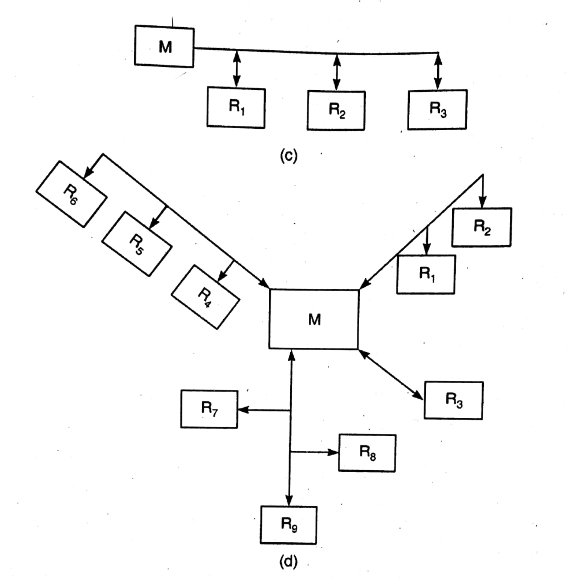 M
R₁
R₂
R₃
(c)
R₆
R₅
R₄
R₂
R₁
M
R₃
R₇
R₈
R₉
(d)